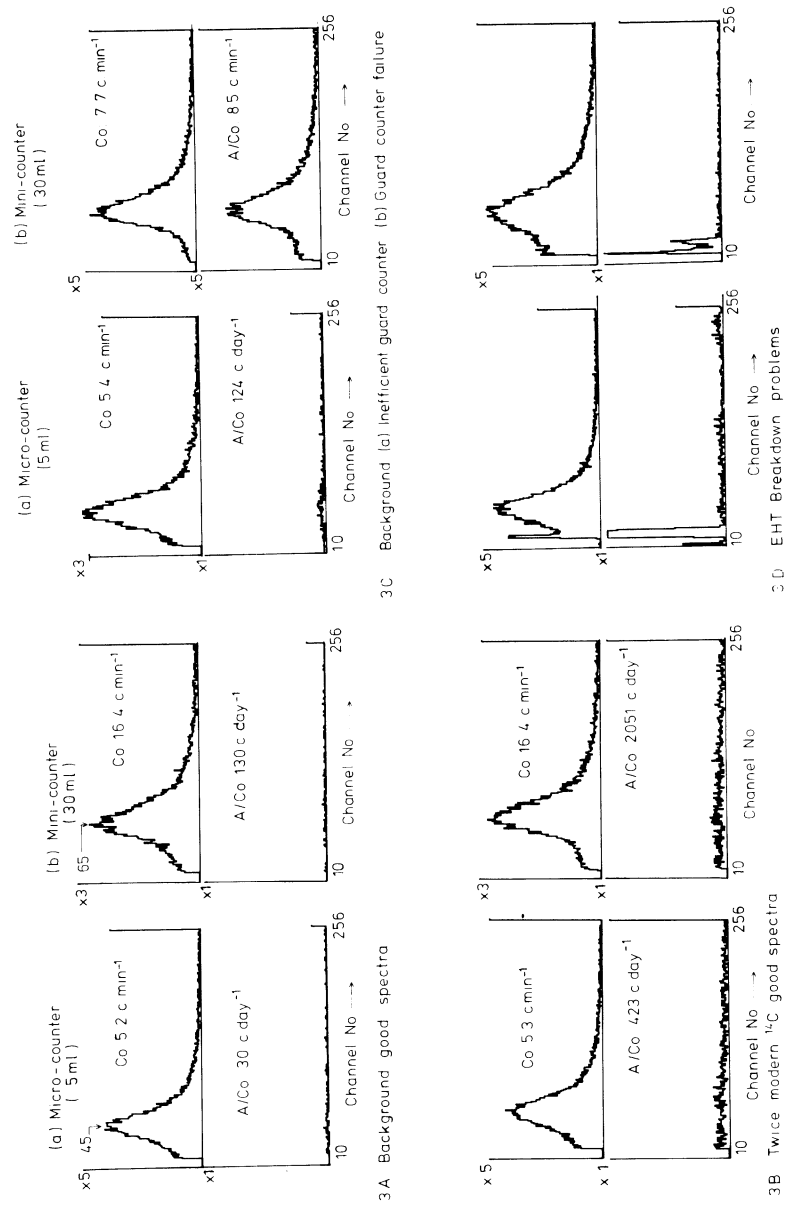 (a) Micro-counter
( 5ml )
45
x5
Co 5 2 c min⁻¹
x1
A/Co 30 c day⁻¹
10
256
Channel No →
(b) Mini-counter
( 30ml )
65
x3
Co 16 4 c min⁻¹
x1
A/Co 130 c day⁻¹
10
256
Channel No →
3A Background good spectra
(a) Micro-counter
(5ml)
x3
Co 5 4 c min⁻¹
x1
A/Co 124 c day⁻¹
10
256
Channel No →
(b) Mini-counter
( 30ml )
x5
Co 7 7 c min⁻¹
x5
A/Co 8 5 c min⁻¹
10
256
Channel No →
3C Background (a) Inefficient guard counter (b) Guard counter failure
x5
Co 5 3 c min⁻¹
x1
A/Co 423 c day⁻¹
10
256
Channel No →
x3
Co 16 4 c min⁻¹
x1
A/Co 2051 c day⁻¹
10
256
Channel No
3B Twice modern ¹⁴C good spectra
x5
x1
10
256
Channel No →
x5
x1
10
256
Channel No →
3D EHT Breakdown problems